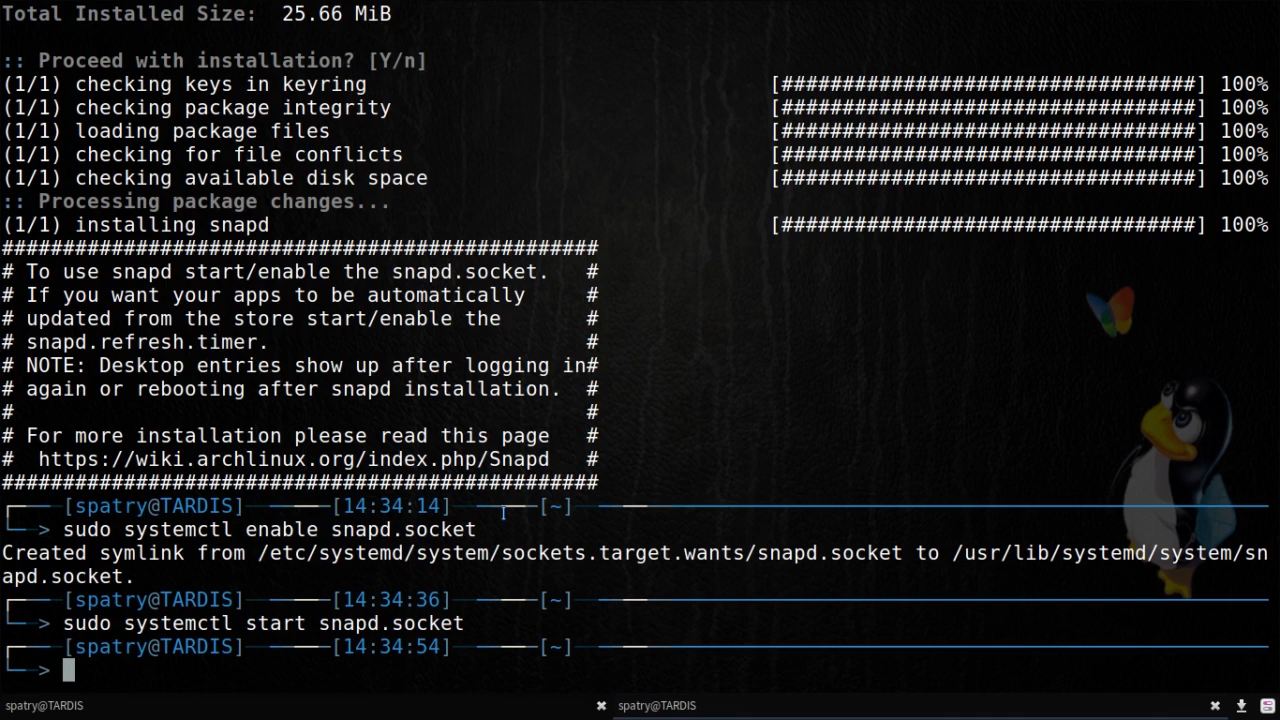 Total Installed Size:  25.66 MiB
:: Proceed with installation? [Y/n]
(1/1) checking keys in keyring [##################################] 100%
(1/1) checking package integrity [##################################] 100%
(1/1) loading package files [##################################] 100%
(1/1) checking for file conflicts [##################################] 100%
(1/1) checking available disk space [##################################] 100%
:: Processing package changes...
(1/1) installing snapd [##################################] 100%
#################################################
# To use snapd start/enable the snapd.socket.   #
# If you want your apps to be automatically     #
# updated from the store start/enable the       #
# snapd.refresh.timer.                          #
# NOTE: Desktop entries show up after logging in#
# again or rebooting after snapd installation.  #
#                                               #
# For more installation please read this page   #
#  https://wiki.archlinux.org/index.php/Snapd   #
#################################################
┌── [spatry@TARDIS]── ──[14:34:14]── ──[~]── ──
└─> sudo systemctl enable snapd.socket
Created symlink from /etc/systemd/system/sockets.target.wants/snapd.socket to /usr/lib/systemd/system/sn
apd.socket.
┌── [spatry@TARDIS]── ──[14:34:36]── ──[~]── ──
└─> sudo systemctl start snapd.socket
┌── [spatry@TARDIS]── ──[14:34:54]── ──[~]── ──
└─>
spatry@TARDIS ✖ spatry@TARDIS ✖